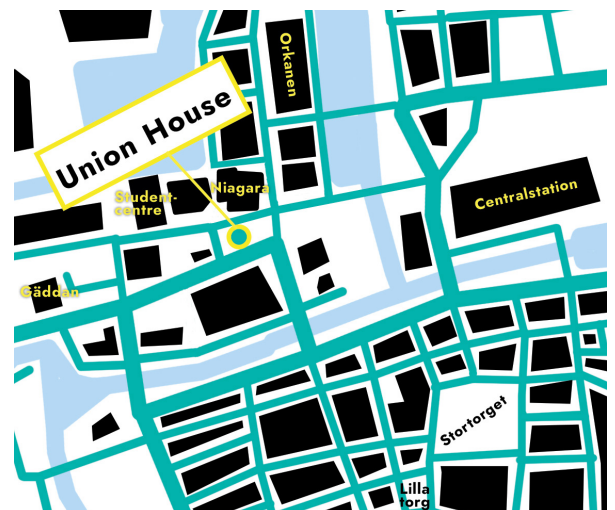 Orkanen
Union House
Student-
centre
Niagara
Centralstation
Gäddan
Stortorget
Lilla
torg